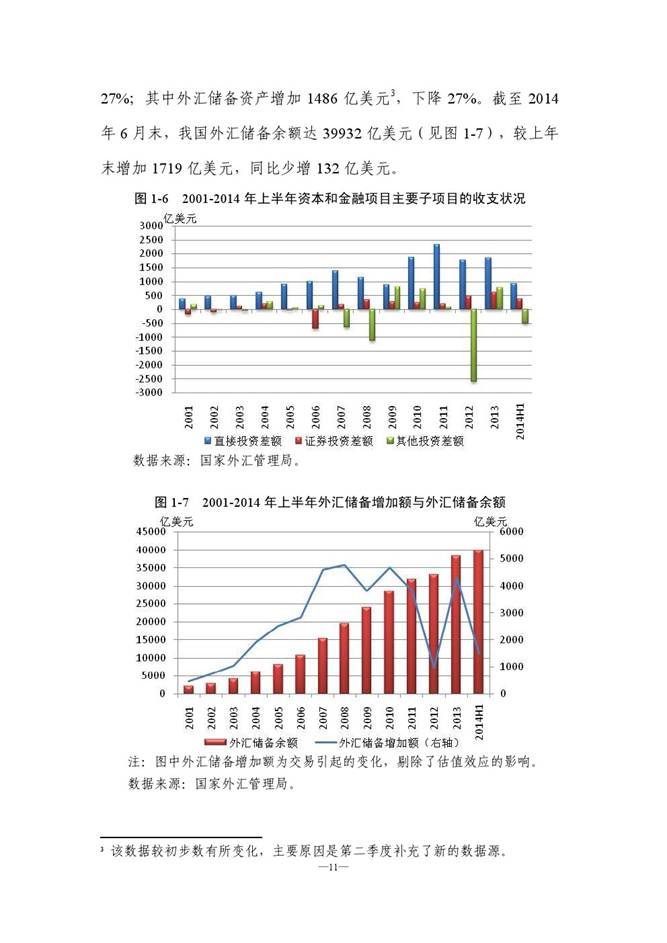 27%；其中外汇储备资产增加 1486 亿美元³，下降 27%。截至 2014
年 6 月末，我国外汇储备余额达 39932 亿美元（见图 1-7），较上年
末增加 1719 亿美元，同比少增 132 亿美元。
图 1-6 2001-2014 年上半年资本和金融项目主要子项目的收支状况
亿美元
3000
2500
2000
1500
1000
500
0
-500
-1000
-1500
-2000
-2500
-3000
2001 2002 2003 2004 2005 2006 2007 2008 2009 2010 2011 2012 2013 2014H1
直接投资差额 证券投资差额 其他投资差额
数据来源：国家外汇管理局。
图 1-7 2001-2014 年上半年外汇储备增加额与外汇储备余额
亿美元 亿美元
45000 6000
40000
35000 5000
30000 4000
25000
20000 3000
15000 2000
10000
5000 1000
0 0
2001 2002 2003 2004 2005 2006 2007 2008 2009 2010 2011 2012 2013 2014H1
外汇储备余额 外汇储备增加额（右轴）
注：图中外汇储备增加额为交易引起的变化，剔除了估值效应的影响。
数据来源：国家外汇管理局。
³ 该数据较初步数有所变化，主要原因是第二季度补充了新的数据源。
—11—